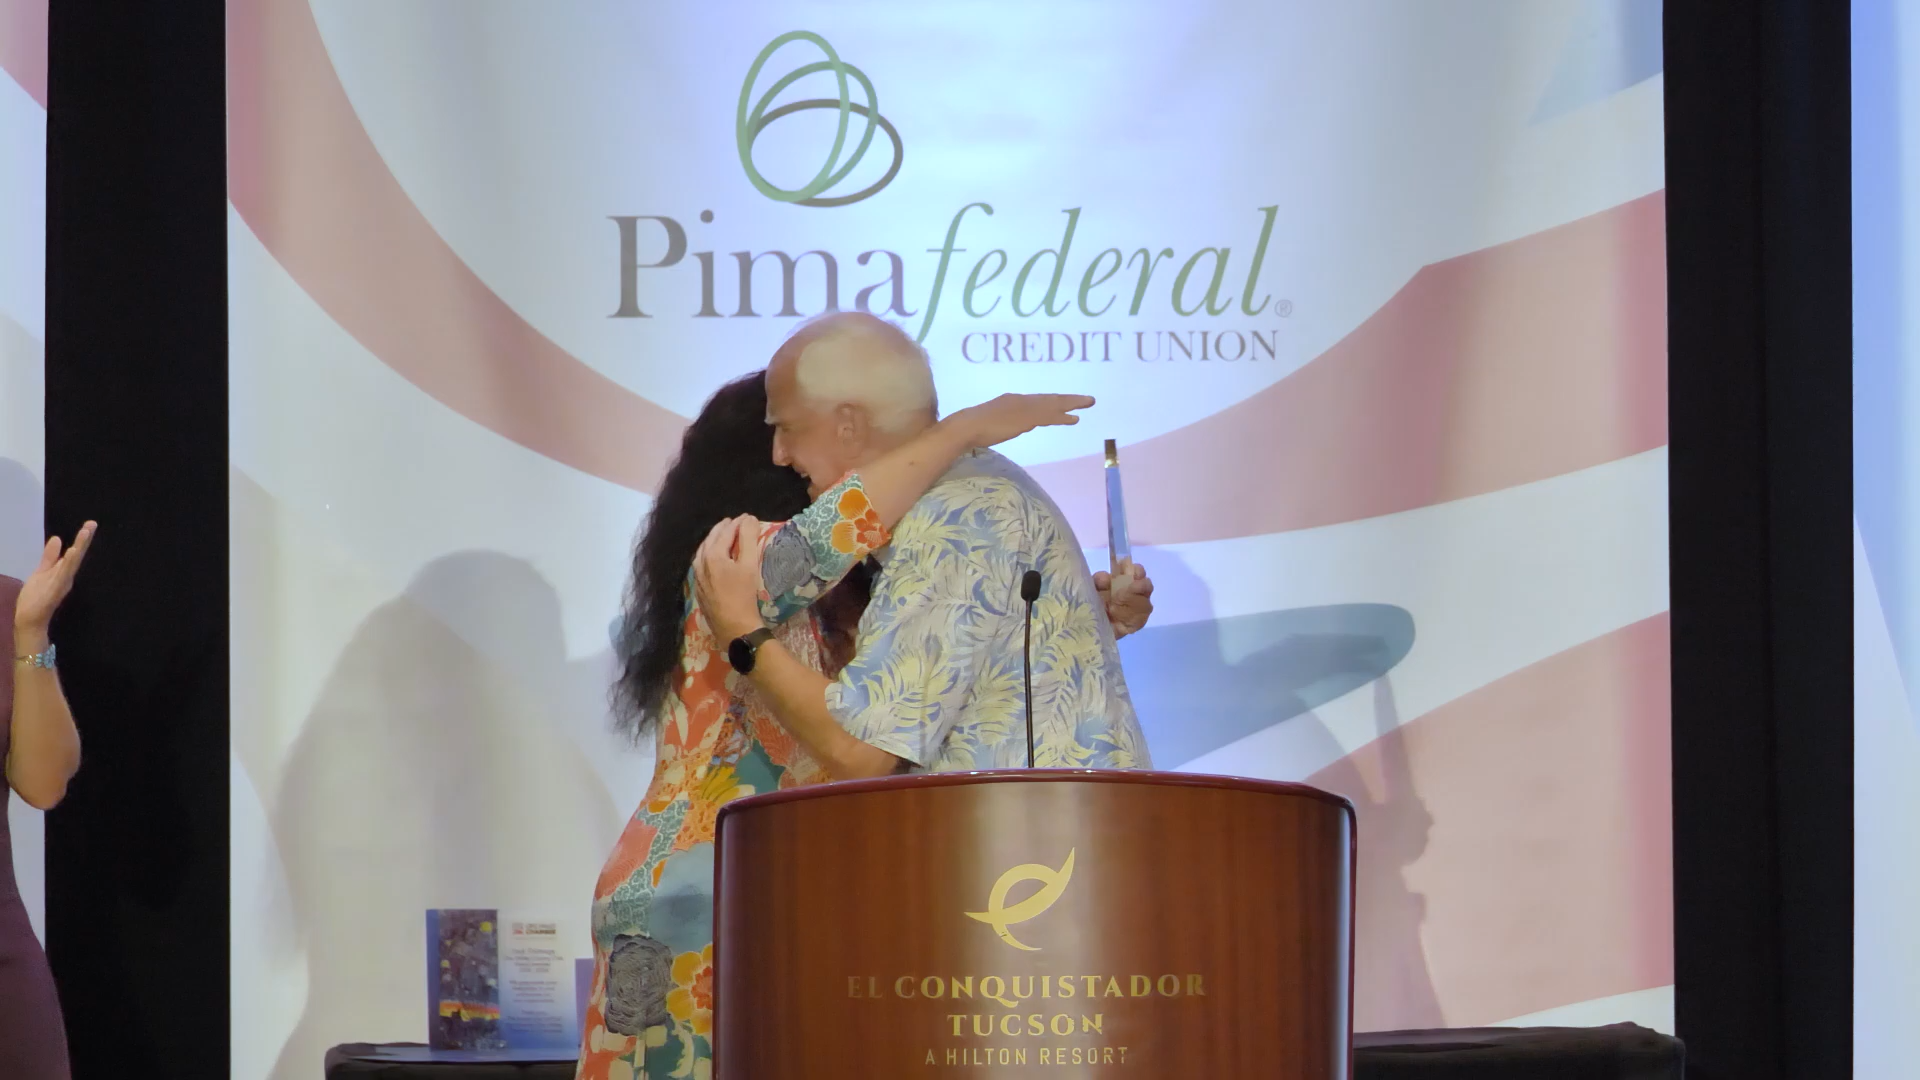 Pimafederal®
CREDIT UNION
EL CONQUISTADOR
TUCSON
A HILTON RESORT